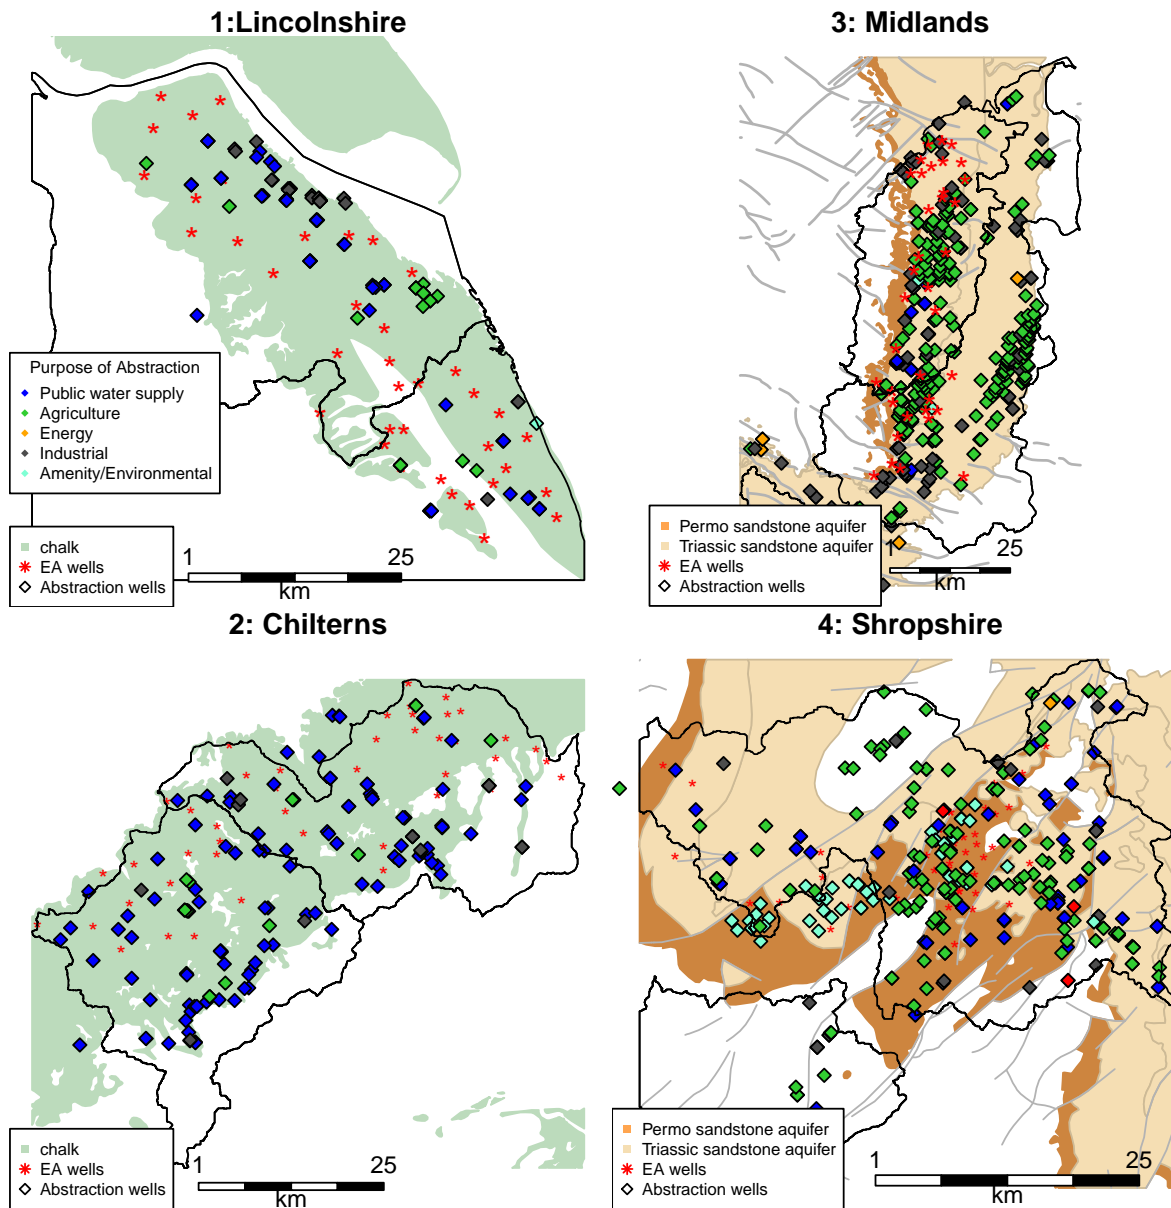 1:Lincolnshire
Purpose of Abstraction
Public water supply
Agriculture
Energy
Industrial
Amenity/Environmental
chalk
EA wells
Abstraction wells
1 25
km
3: Midlands
Permo sandstone aquifer
Triassic sandstone aquifer
EA wells
Abstraction wells
1 25
km
2: Chilterns
chalk
EA wells
Abstraction wells
1 25
km
4: Shropshire
Permo sandstone aquifer
Triassic sandstone aquifer
EA wells
Abstraction wells
1 25
km